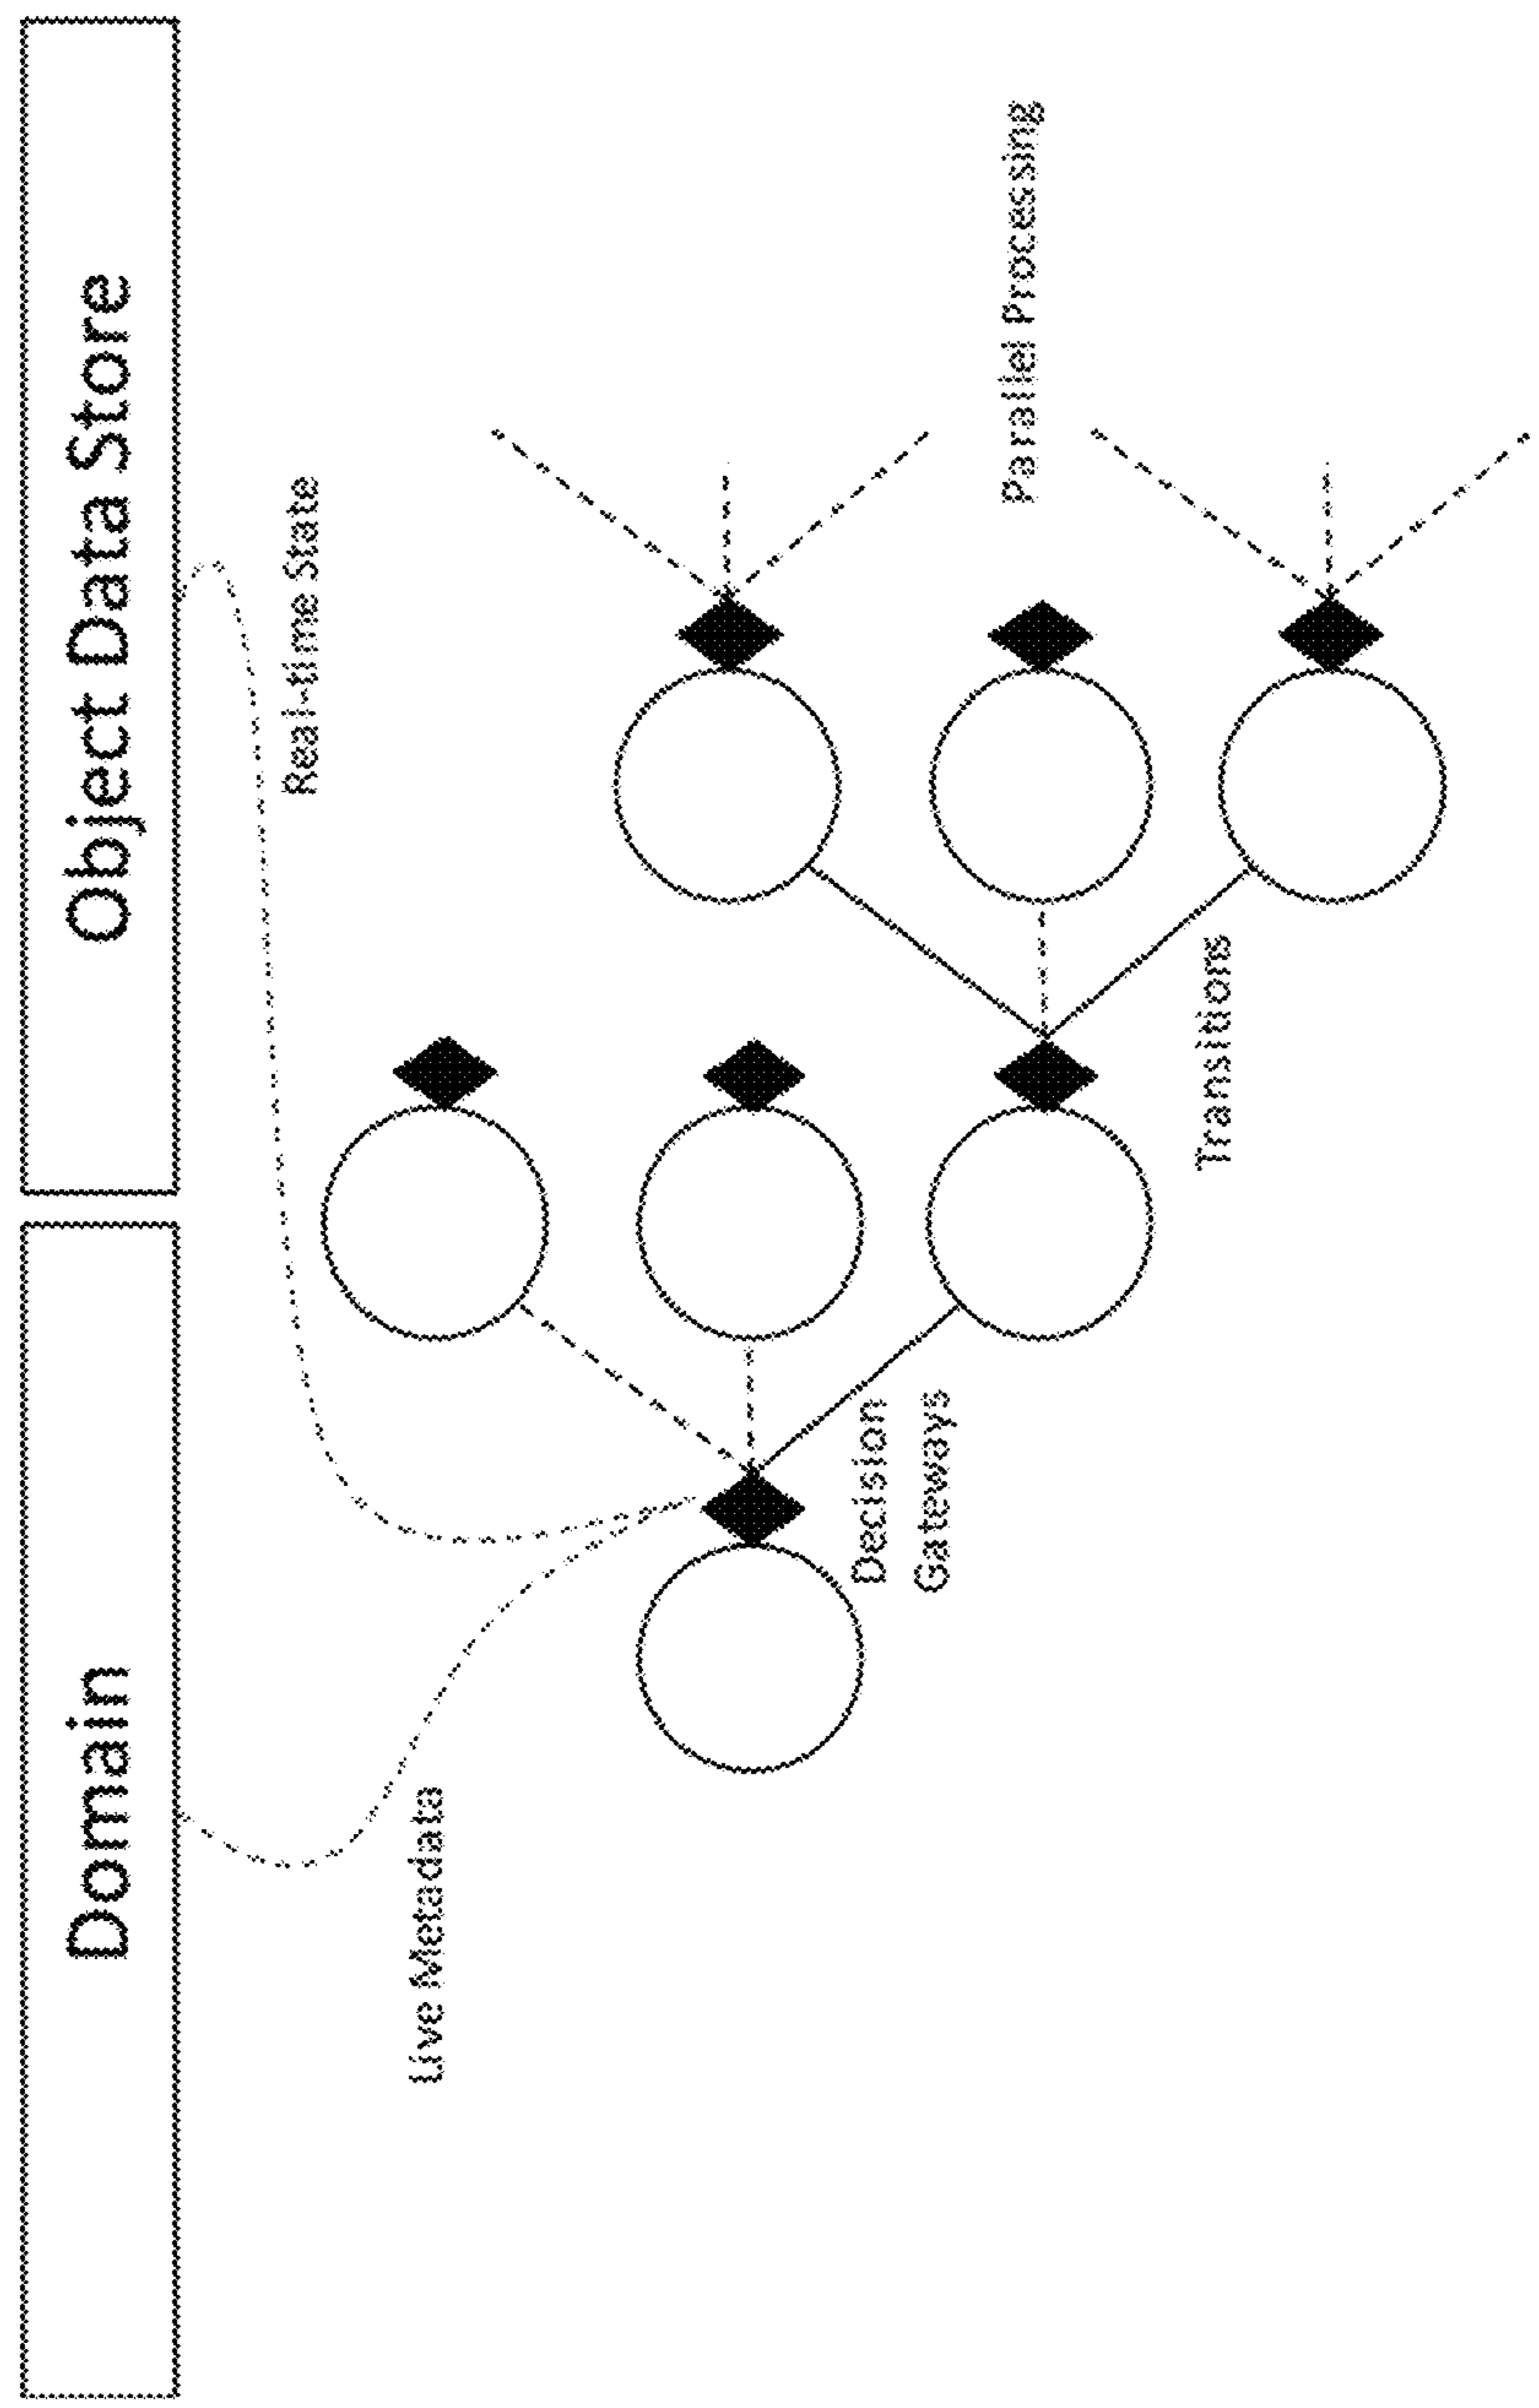 Domain
Object Data Store
Real-time State
Live Metadata
Decision
Gateways
Transitions
Parallel Processing